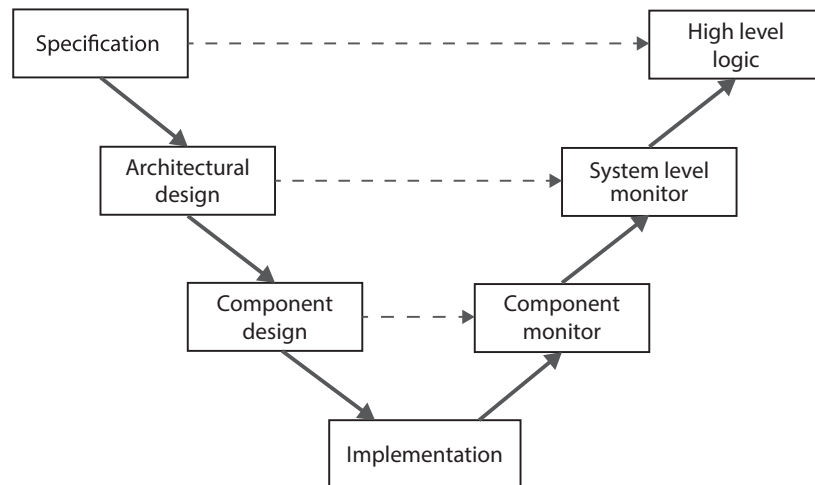 Specification
High level
logic
Architectural
design
System level
monitor
Component
design
Component
monitor
Implementation